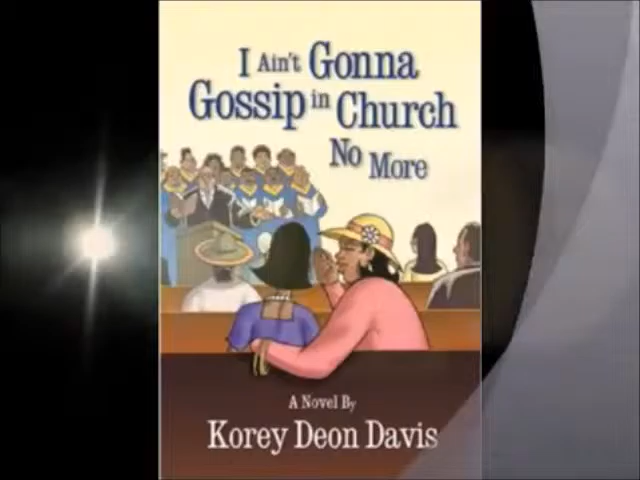 I Ain't Gonna
Gossip in Church
No More
A Novel By
Korey Deon Davis